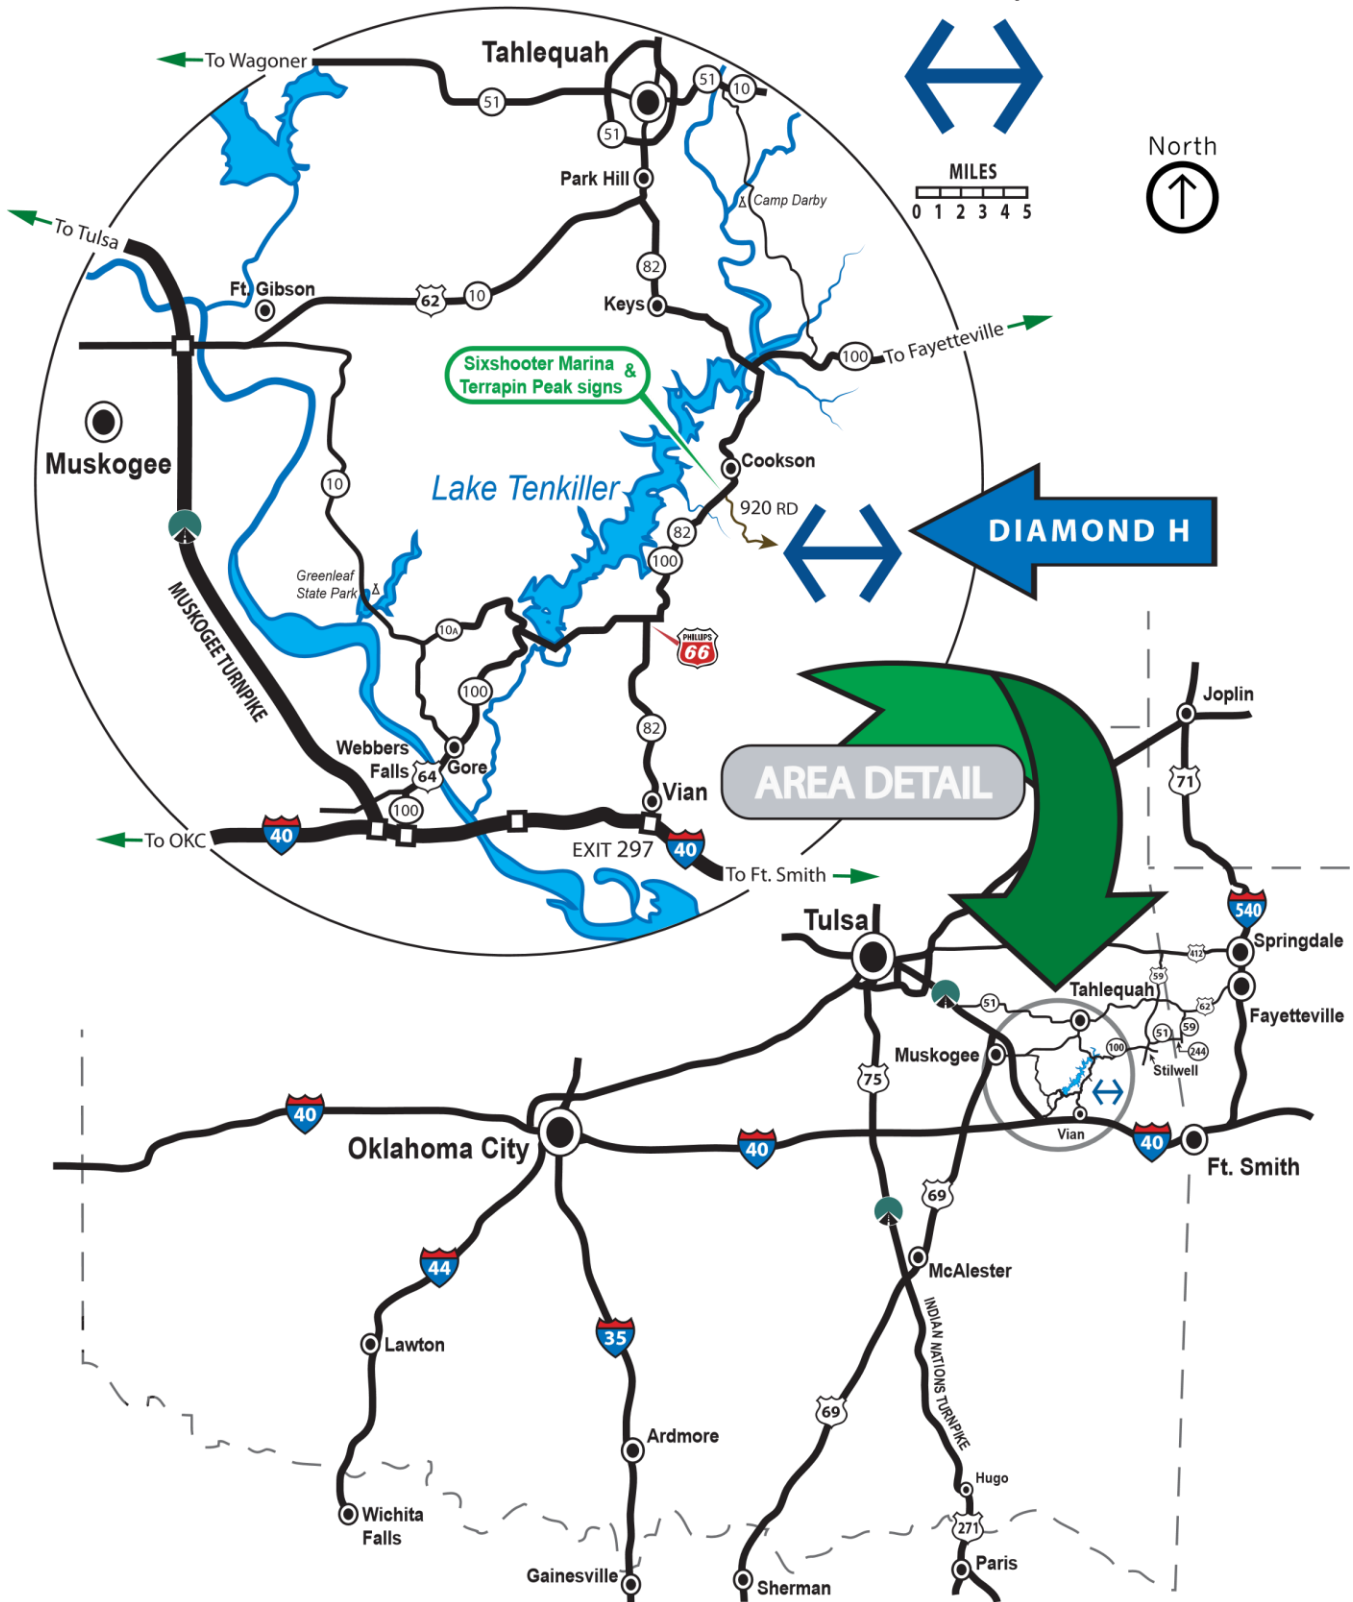 To Wagoner
Tahlequah
51
51
10
51
MILES
0 1 2 3 4 5
North
Park Hill
Camp Darby
To Tulsa
82
Ft. Gibson
62
10
Keys
100
To Fayetteville
Sixshooter Marina
&
Terrapin Peak signs
Muskogee
Cookson
10
Lake Tenkiller
920 RD
82
DIAMOND H
100
Greenleaf
State Park
MUSKOGEE TURNPIKE
10A
PHILLIPS
66
100
82
Webbers
Falls
64
Gore
100
Vian
To OKC
40
EXIT 297
40
To Ft. Smith
AREA DETAIL
Joplin
71
540
Tulsa
412
Springdale
59
Tahlequah
51
62
Fayetteville
51
59
Muskogee
100
244
Stilwell
75
40
Oklahoma City
40
Vian
40
Ft. Smith
69
44
McAlester
INDIAN NATIONS TURNPIKE
35
Lawton
69
Ardmore
Hugo
Wichita
Falls
271
Gainesville
Sherman
Paris